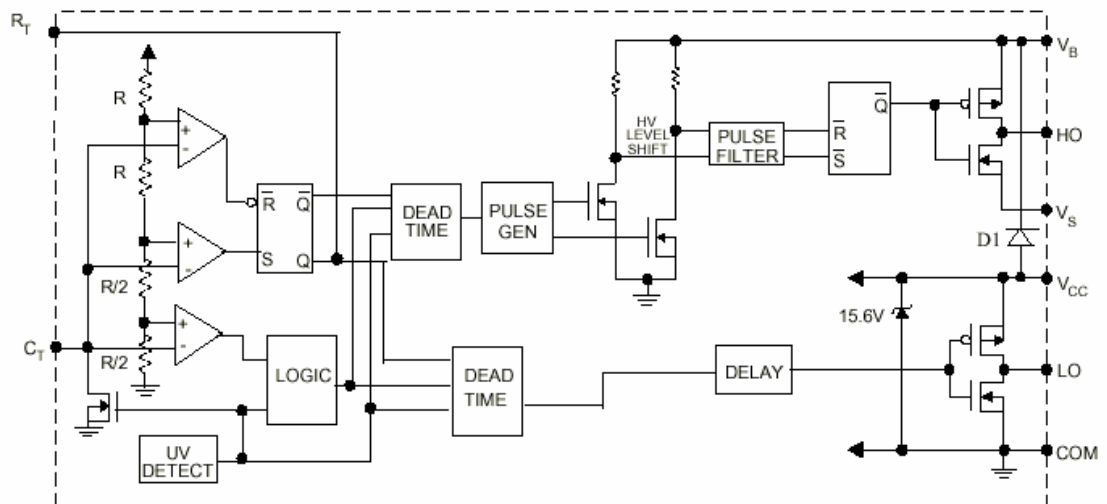 R_T
V_B
R
+
-
HV
LEVEL
SHIFT
PULSE
FILTER
R̅
S̅
Q̅
HO
R
R̅
Q̅
S
Q
DEAD
TIME
PULSE
GEN
V_S
D1
+
-
R/2
15.6V
V_CC
+
-
C_T
R/2
LOGIC
DEAD
TIME
DELAY
LO
UV
DETECT
COM